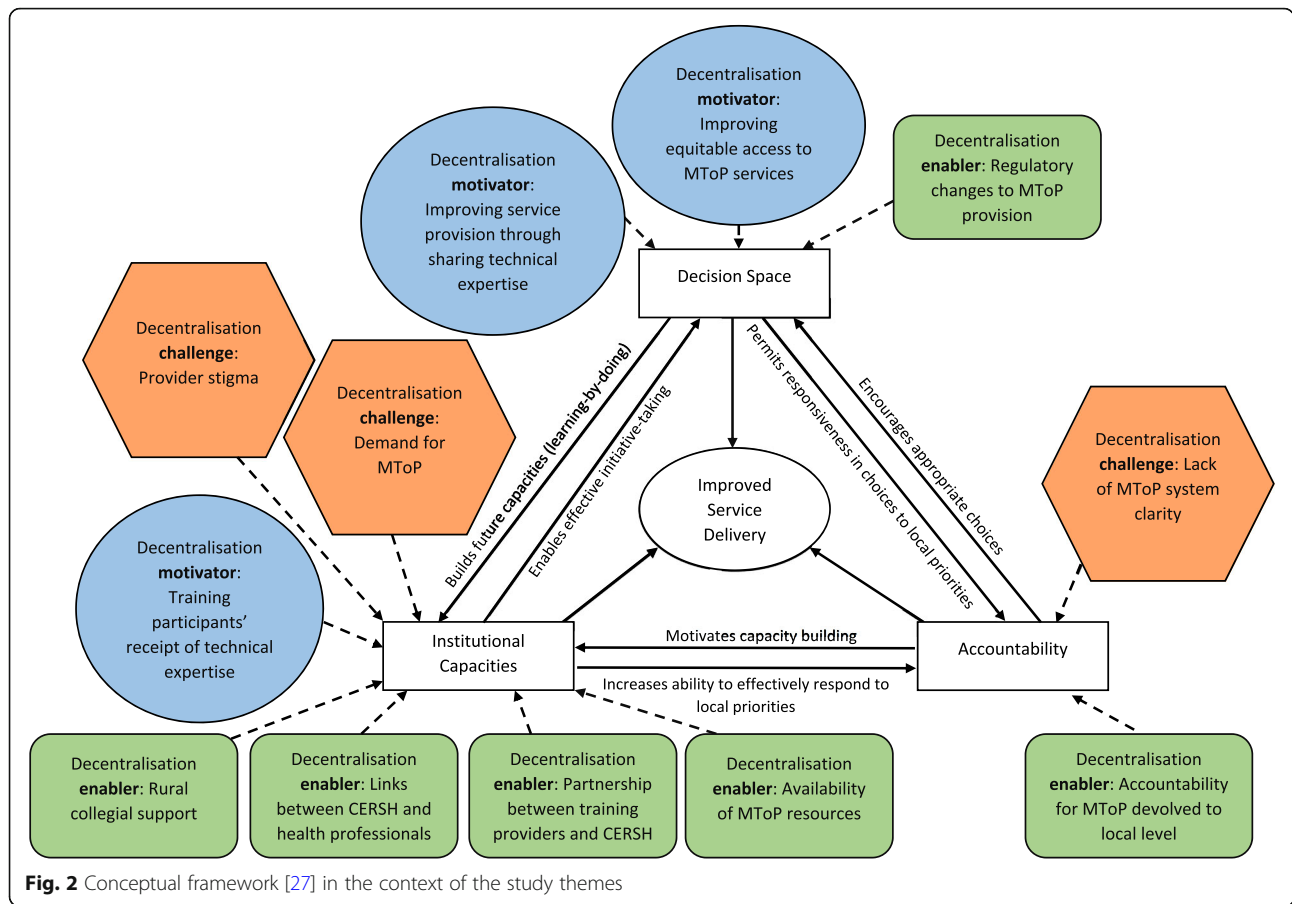 Decentralisation
motivator:
Improving
equitable access to
MToP services
Decentralisation
motivator:
Improving service
provision through
sharing technical
expertise
Decentralisation
enabler: Regulatory
changes to MToP
provision
Decision Space
Decentralisation
challenge:
Provider stigma
Decentralisation
challenge:
Demand for
MToP
Builds future capacities (learning-by-doing)
Enables effective initiative-taking
Permits responsiveness in choices to local priorities
Encourages appropriate choices
Improved
Service
Delivery
Decentralisation
challenge: Lack
of MToP system
clarity
Decentralisation
motivator:
Training
participants’
receipt of technical
expertise
Institutional
Capacities
Motivates capacity building
Increases ability to effectively respond to
local priorities
Accountability
Decentralisation
enabler: Rural
collegial support
Decentralisation
enabler: Links
between CERSH and
health professionals
Decentralisation
enabler: Partnership
between training
providers and CERSH
Decentralisation
enabler: Availability
of MToP resources
Decentralisation
enabler: Accountability
for MToP devolved to
local level
Fig. 2 Conceptual framework [27] in the context of the study themes